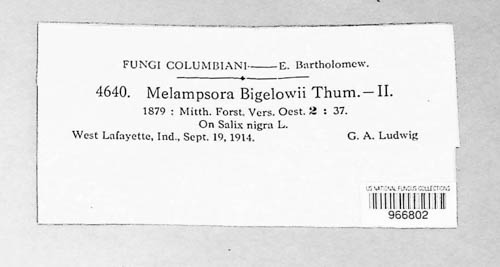 FUNGI COLUMBIANI—E. Bartholomew.
4640. Melampsora Bigelowii Thum.—II.
1879 : Mitth. Forst. Vers. Oest. 2 : 37.
On Salix nigra L.
West Lafayette, Ind., Sept. 19, 1914. G. A. Ludwig
US NATIONAL FUNGUS COLLECTIONS
966802